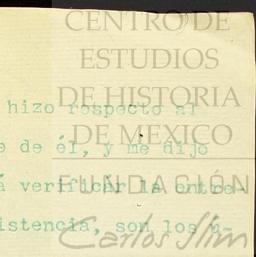 CENTRO DE
ESTUDIOS
DE HISTORIA
hizo respecto al
DE MEXICO
de él, y me dijo
FUNDACIÓN
á verificar la entre-
istencia, son los u-
Carlos Slim